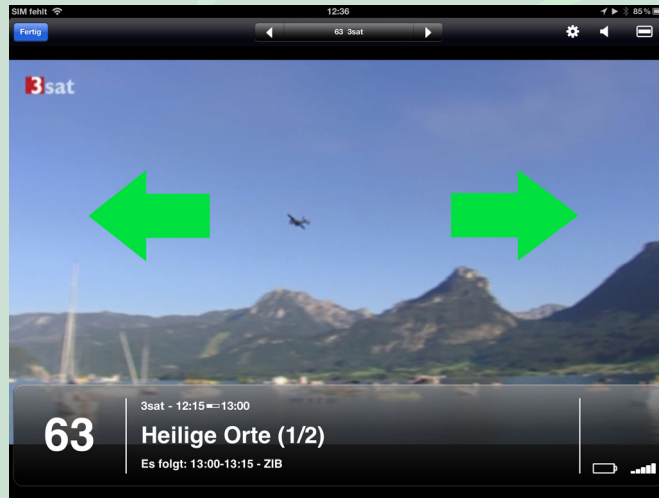 SIM fehlt 12:36 85 %
Fertig 63 3sat
3sat
63
3sat - 12:15 13:00
Heilige Orte (1/2)
Es folgt: 13:00-13:15 - ZIB